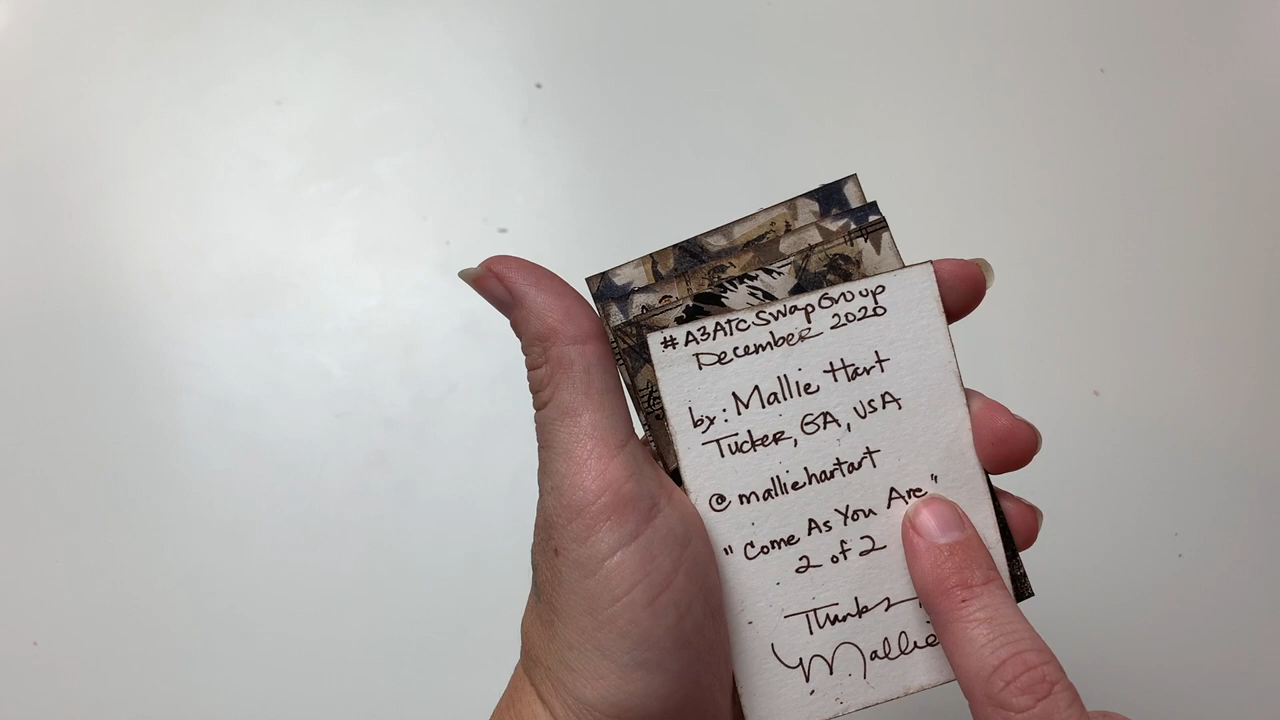 #A3ATCSwapGroup
December 2020
by: Mallie Hart
Tucker, GA, USA
@malliehartart
"Come As You Are"
2 of 2
Thanks,
Mallie